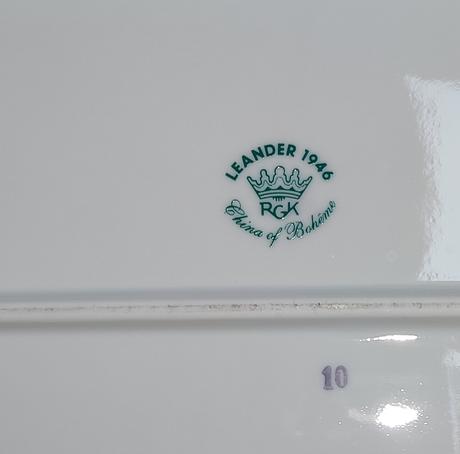 LEANDER 1946
RGK
China of Bohême
10